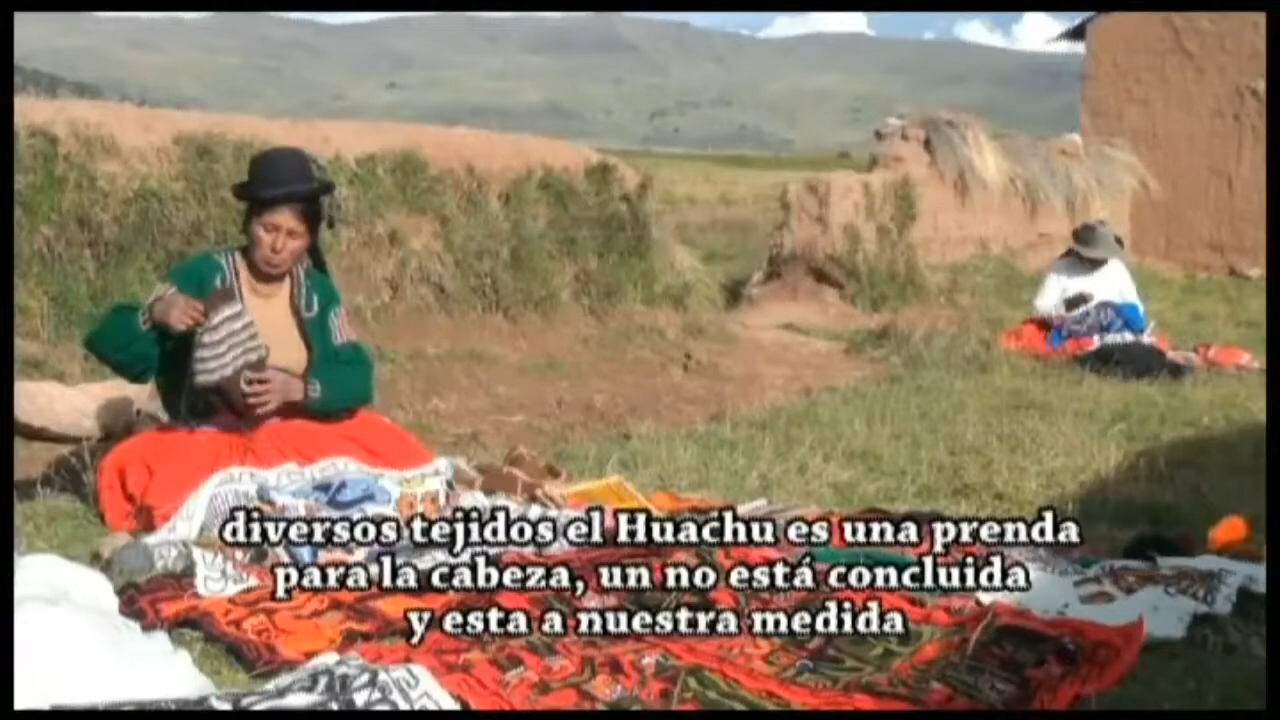 diversos tejidos el Huachu es una prenda
para la cabeza, un no está concluida
y esta a nuestra medida